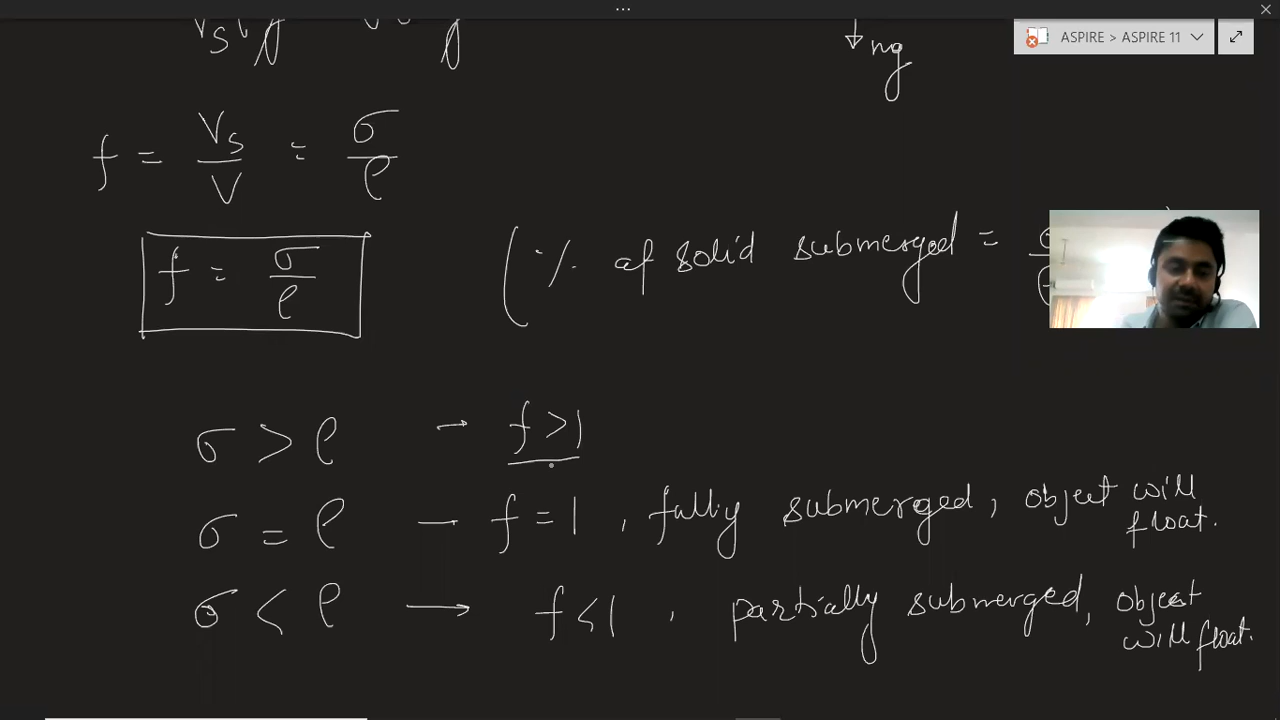 mg
ASPIRE > ASPIRE 11
f = Vs/V = σ/ρ
f = σ/ρ
(% of solid submerged =
σ > ρ → f > 1
σ = ρ — f = 1, fully submerged, object will float.
σ < ρ → f < 1, partially submerged, object will float.